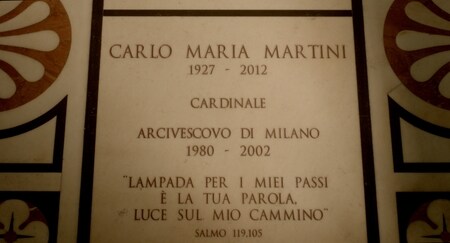 CARLO MARIA MARTINI
1927 - 2012
CARDINALE
ARCIVESCOVO DI MILANO
1980 - 2002
"LAMPADA PER I MIEI PASSI
È LA TUA PAROLA,
LUCE SUL MIO CAMMINO"
SALMO 119,105